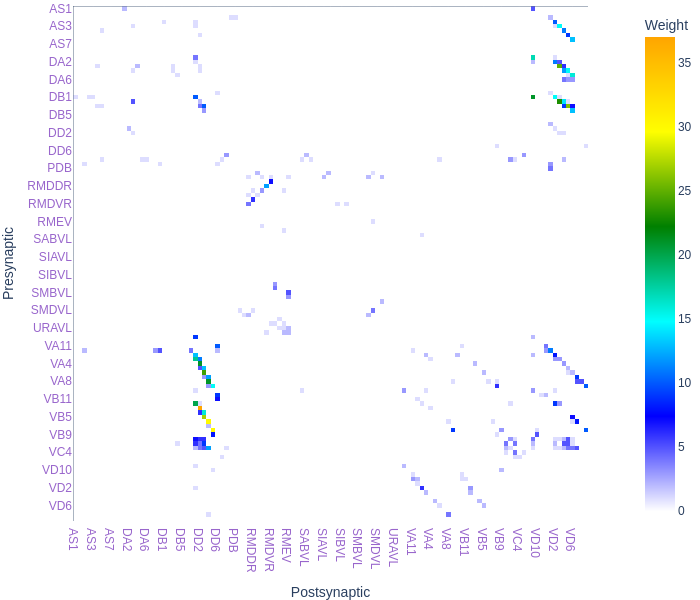 Weight
AS1
AS3
AS7
DA2
DA6
DB1
DB5
DD2
DD6
PDB
RMDDR
RMDVR
RMEV
SABVL
SIAVL
SIBVL
SMBVL
SMDVL
URAVL
VA11
VA4
VA8
VB11
VB5
VB9
VC4
VD10
VD2
VD6
Presynaptic
35
30
25
20
15
10
5
0
AS1
AS3
AS7
DA2
DA6
DB1
DB5
DD2
DD6
PDB
RMDDR
RMDVR
RMEV
SABVL
SIAVL
SIBVL
SMBVL
SMDVL
URAVL
VA11
VA4
VA8
VB11
VB5
VB9
VC4
VD10
VD2
VD6
Postsynaptic